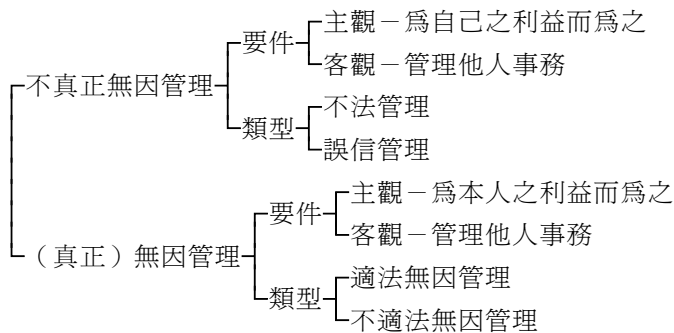 主觀－爲自己之利益而爲之
要件
客觀－管理他人事務
不真正無因管理
不法管理
類型
誤信管理
主觀－爲本人之利益而爲之
要件
客觀－管理他人事務
（真正）無因管理
適法無因管理
類型
不適法無因管理